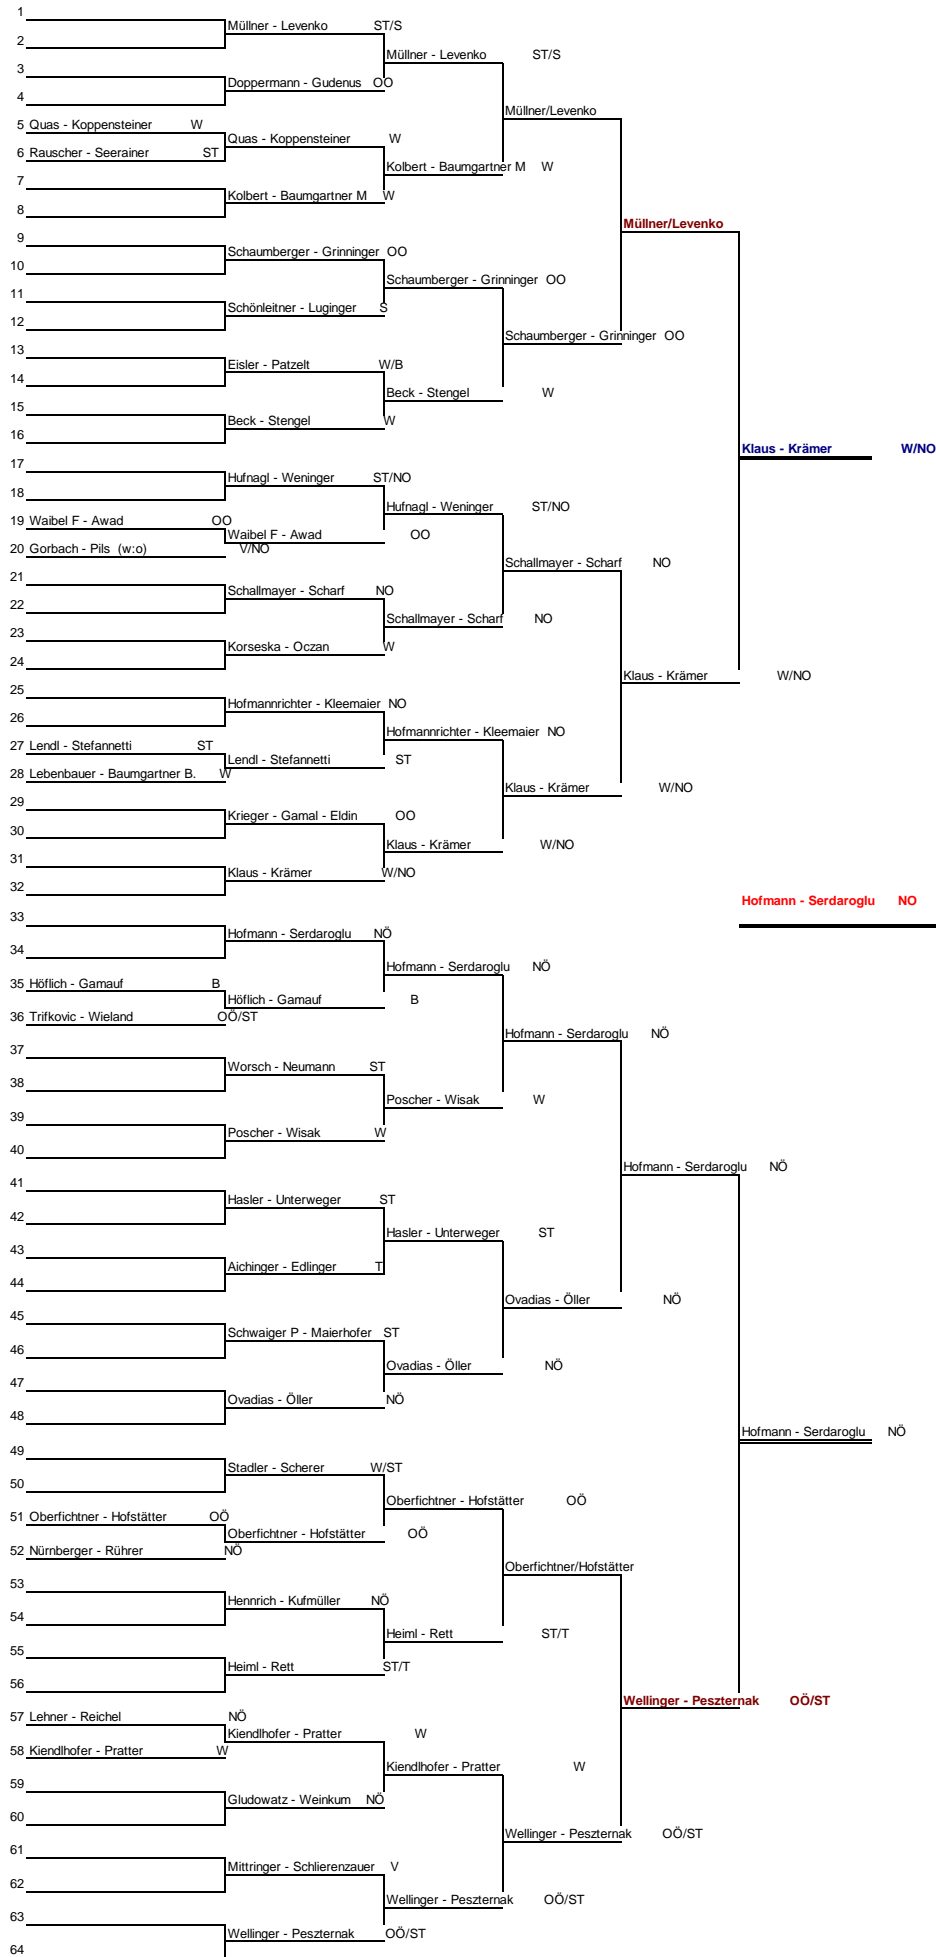 1
Müllner - Levenko ST/S
2
Müllner - Levenko ST/S
3
Doppermann - Gudenus OO
4
Müllner/Levenko
5 Quas - Koppensteiner W
Quas - Koppensteiner W
6 Rauscher - Seerainer ST
Kolbert - Baumgartner M W
7
Kolbert - Baumgartner M W
8
Müllner/Levenko
9
Schaumberger - Grinninger OO
10
Schaumberger - Grinninger OO
11
Schönleitner - Luginger S
12
Schaumberger - Grinninger OO
13
Eisler - Patzelt W/B
14
Beck - Stengel W
15
Beck - Stengel W
16
Klaus - Krämer W/NO
17
Hufnagl - Weninger ST/NO
18
Hufnagl - Weninger ST/NO
19 Waibel F - Awad OO
Waibel F - Awad OO
20 Gorbach - Pils (w:o) V/NO
Schallmayer - Scharf NO
21
Schallmayer - Scharf NO
22
Schallmayer - Scharf NO
23
Korseska - Oczan W
24
Klaus - Krämer W/NO
25
Hofmannrichter - Kleemaier NO
26
Hofmannrichter - Kleemaier NO
27 Lendl - Stefannetti ST
Lendl - Stefannetti ST
28 Lebenbauer - Baumgartner B. W
Klaus - Krämer W/NO
29
Krieger - Gamal - Eldin OO
30
Klaus - Krämer W/NO
31
Klaus - Krämer W/NO
32
Hofmann - Serdaroglu NO
33
Hofmann - Serdaroglu NÖ
34
Hofmann - Serdaroglu NÖ
35 Höflich - Gamauf B
Höflich - Gamauf B
36 Trifkovic - Wieland OÖ/ST
Hofmann - Serdaroglu NÖ
37
Worsch - Neumann ST
38
Poscher - Wisak W
39
Poscher - Wisak W
40
Hofmann - Serdaroglu NÖ
41
Hasler - Unterweger ST
42
Hasler - Unterweger ST
43
Aichinger - Edlinger T
44
Ovadias - Öller NÖ
45
Schwaiger P - Maierhofer ST
46
Ovadias - Öller NÖ
47
Ovadias - Öller NÖ
48
Hofmann - Serdaroglu NÖ
49
Stadler - Scherer W/ST
50
Oberfichtner - Hofstätter OÖ
51 Oberfichtner - Hofstätter OÖ
Oberfichtner - Hofstätter OÖ
52 Nürnberger - Rührer NÖ
Oberfichtner/Hofstätter
53
Hennrich - Kufmüller NÖ
54
Heiml - Rett ST/T
55
Heiml - Rett ST/T
56
Wellinger - Peszternak OÖ/ST
57 Lehner - Reichel NÖ
Kiendlhofer - Pratter W
58 Kiendlhofer - Pratter W
Kiendlhofer - Pratter W
59
Gludowatz - Weinkum NÖ
60
Wellinger - Peszternak OÖ/ST
61
Mittringer - Schlierenzauer V
62
Wellinger - Peszternak OÖ/ST
63
Wellinger - Peszternak OÖ/ST
64